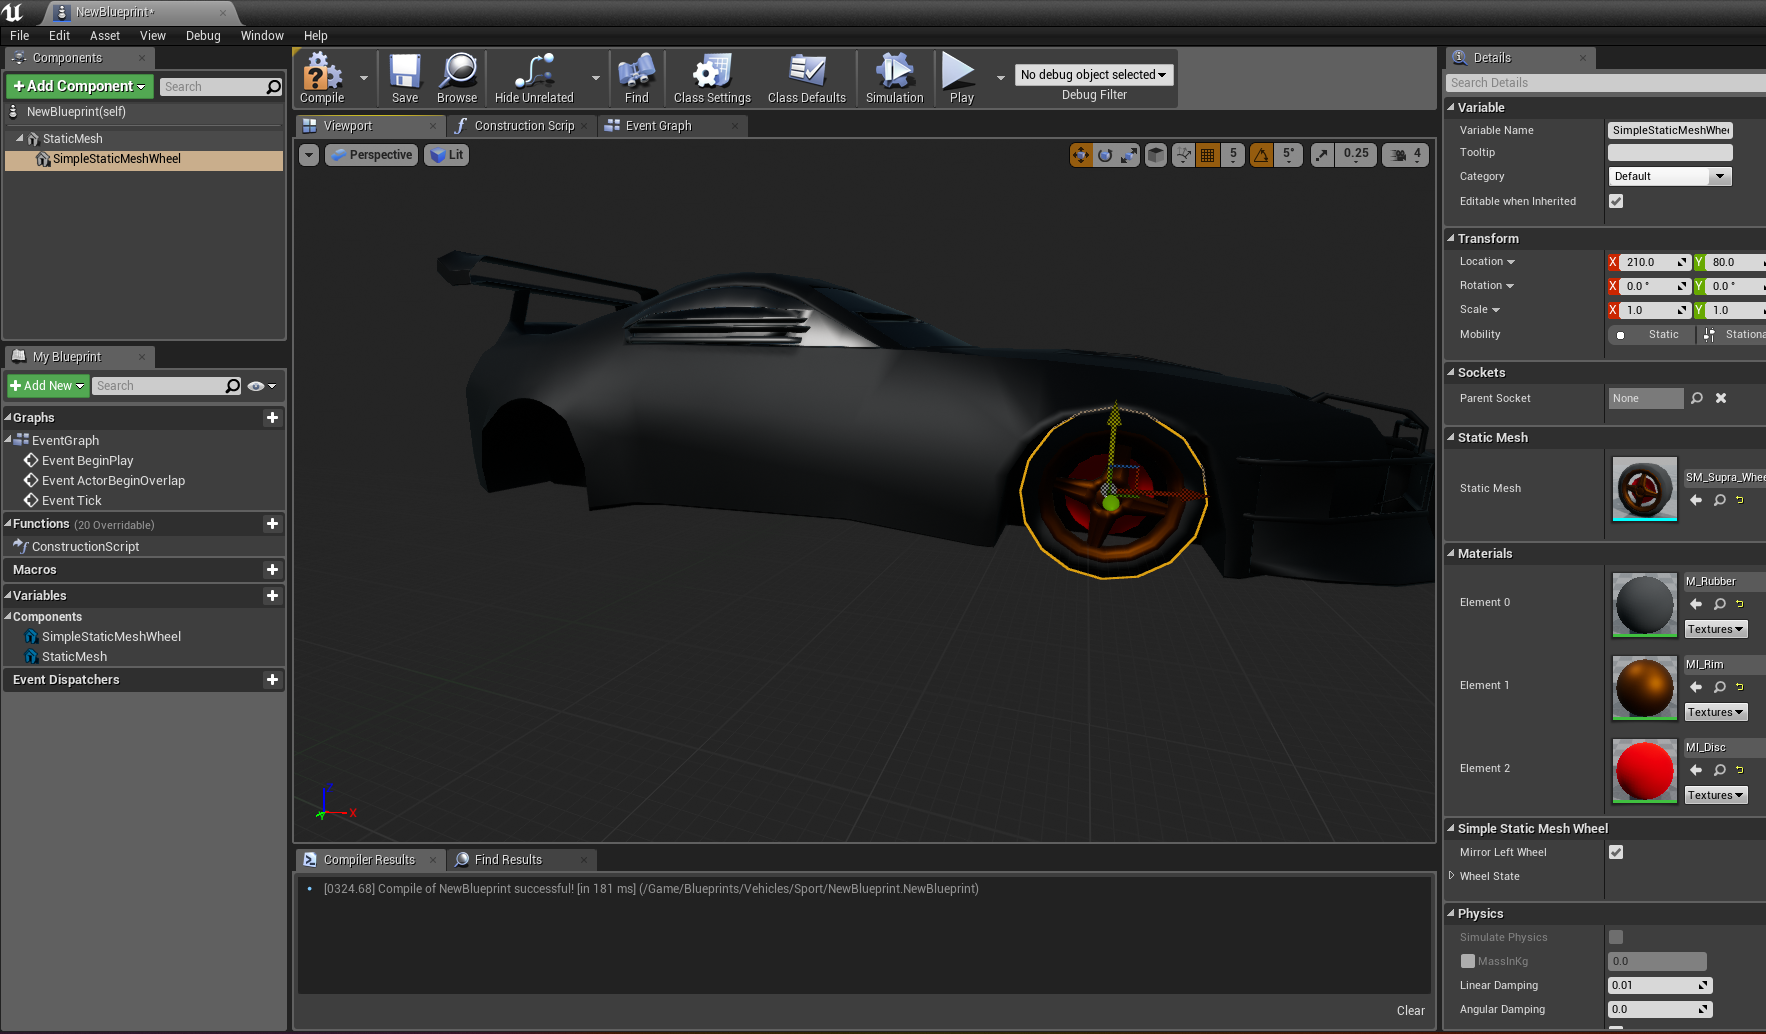 NewBlueprint*
File Edit Asset View Debug Window Help
Components
+ Add Component
Search
NewBlueprint(self)
StaticMesh
SimpleStaticMeshWheel
My Blueprint
+ Add New
Search
Graphs
EventGraph
Event BeginPlay
Event ActorBeginOverlap
Event Tick
Functions (20 Overridable)
ConstructionScript
Macros
Variables
Components
SimpleStaticMeshWheel
StaticMesh
Event Dispatchers
Compile Save Browse Hide Unrelated Find Class Settings Class Defaults Simulation Play
No debug object selected
Debug Filter
Viewport
Construction Scrip
Event Graph
Perspective Lit
5 5° 0.25 4
Z
X
Y
Compiler Results
Find Results
[0324.68] Compile of NewBlueprint successful! [in 181 ms] (/Game/Blueprints/Vehicles/Sport/NewBlueprint.NewBlueprint)
Clear
Details
Search Details
Variable
Variable Name SimpleStaticMeshWhe
Tooltip
Category Default
Editable when Inherited
Transform
Location X 210.0 Y 80.0
Rotation X 0.0 ° Y 0.0 °
Scale X 1.0 Y 1.0
Mobility Static Stationa
Sockets
Parent Socket None
Static Mesh
Static Mesh SM_Supra_Whee
Materials
Element 0 M_Rubber
Textures
Element 1 MI_Rim
Textures
Element 2 MI_Disc
Textures
Simple Static Mesh Wheel
Mirror Left Wheel
Wheel State
Physics
Simulate Physics
MassInKg 0.0
Linear Damping 0.01
Angular Damping 0.0